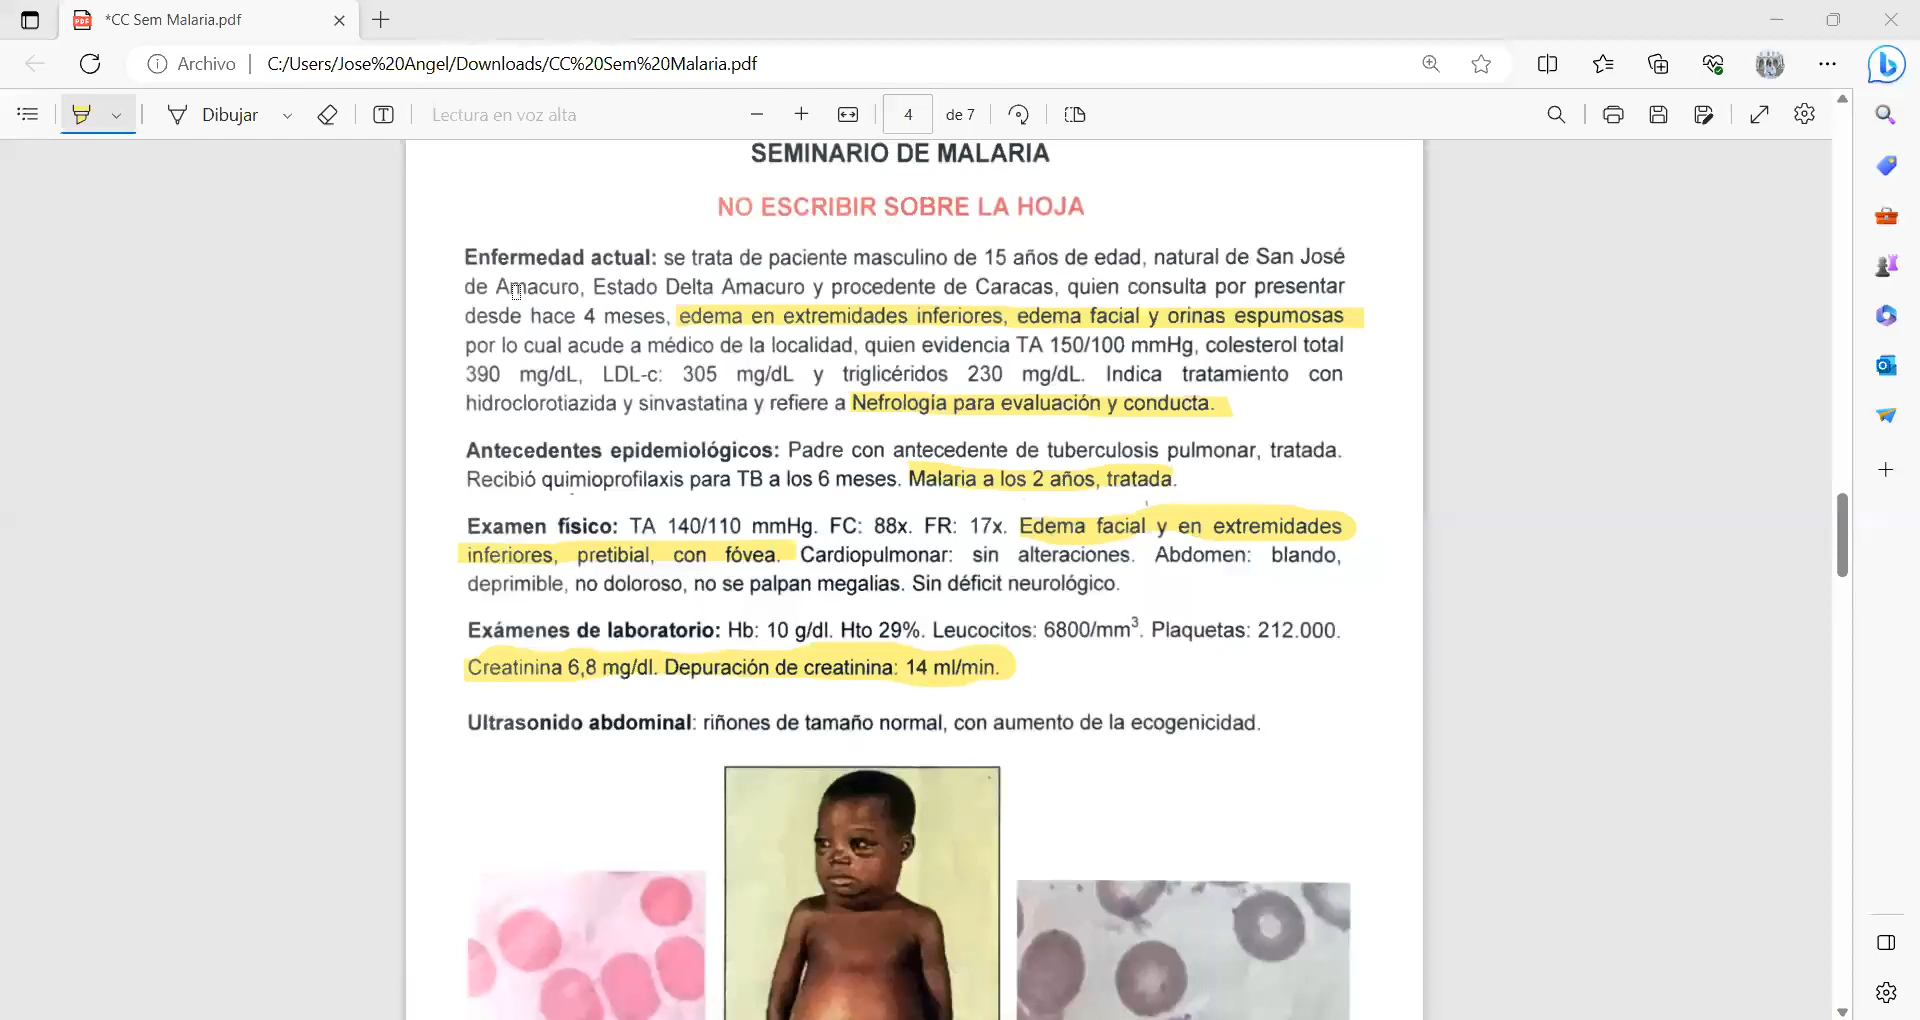 *CC Sem Malaria.pdf
Archivo
C:/Users/Jose%20Angel/Downloads/CC%20Sem%20Malaria.pdf
Dibujar
Lectura en voz alta
4 de 7
SEMINARIO DE MALARIA
NO ESCRIBIR SOBRE LA HOJA
Enfermedad actual: se trata de paciente masculino de 15 años de edad, natural de San José
de Amacuro, Estado Delta Amacuro y procedente de Caracas, quien consulta por presentar
desde hace 4 meses, edema en extremidades inferiores, edema facial y orinas espumosas
por lo cual acude a médico de la localidad, quien evidencia TA 150/100 mmHg, colesterol total
390 mg/dL, LDL-c: 305 mg/dL y triglicéridos 230 mg/dL. Indica tratamiento con
hidroclorotiazida y sinvastatina y refiere a Nefrología para evaluación y conducta.
Antecedentes epidemiológicos: Padre con antecedente de tuberculosis pulmonar, tratada.
Recibió quimioprofilaxis para TB a los 6 meses. Malaria a los 2 años, tratada.
Examen físico: TA 140/110 mmHg. FC: 88x. FR: 17x. Edema facial y en extremidades
inferiores, pretibial, con fóvea. Cardiopulmonar: sin alteraciones. Abdomen: blando,
deprimible, no doloroso, no se palpan megalias. Sin déficit neurológico.
Exámenes de laboratorio: Hb: 10 g/dl. Hto 29%. Leucocitos: 6800/mm³. Plaquetas: 212.000.
Creatinina 6,8 mg/dl. Depuración de creatinina: 14 ml/min.
Ultrasonido abdominal: riñones de tamaño normal, con aumento de la ecogenicidad.